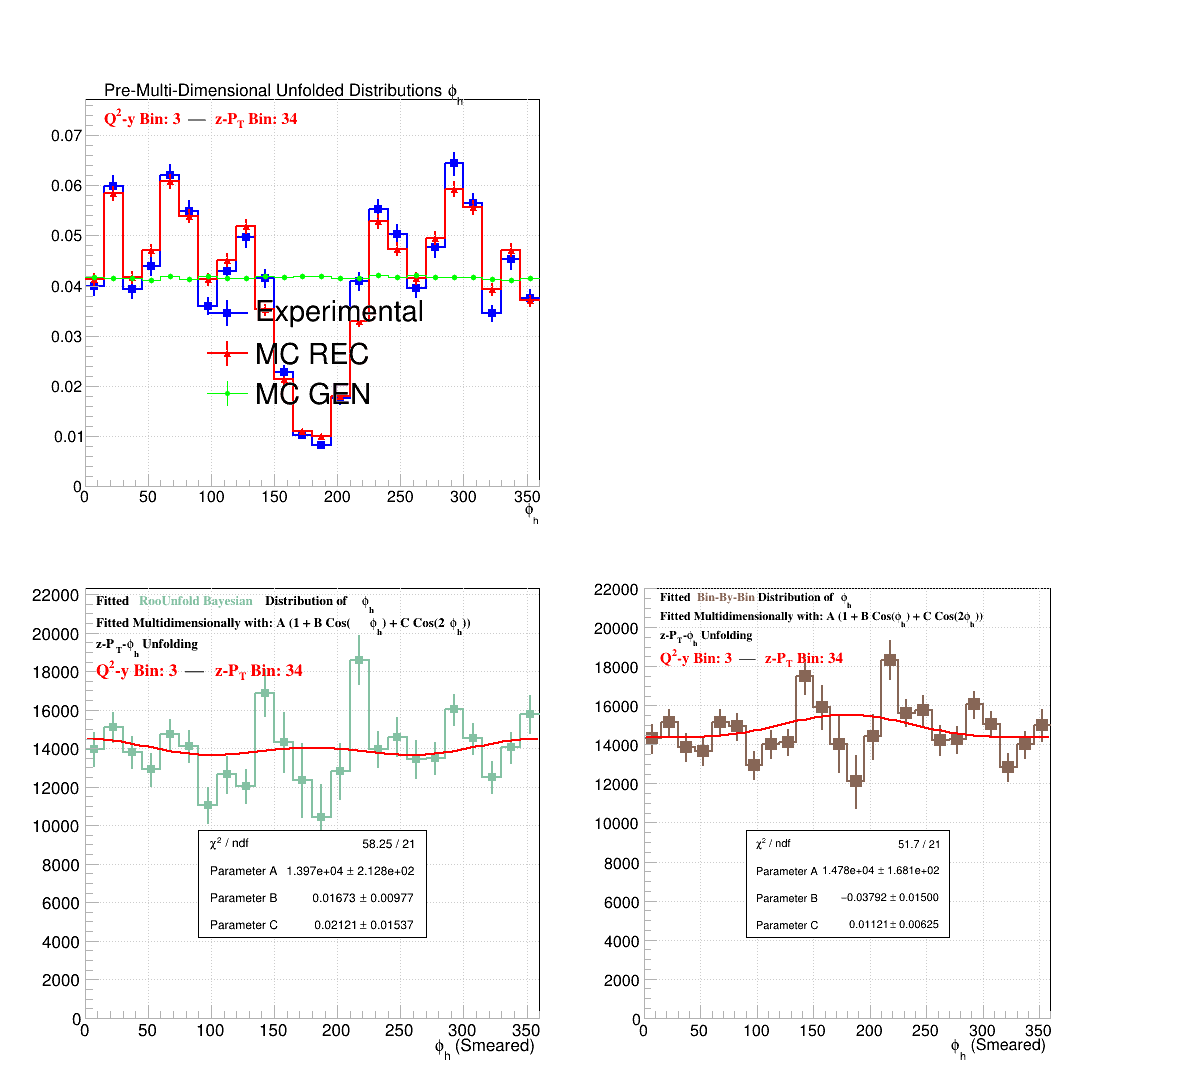 Pre-Multi-Dimensional Unfolded Distributions ϕh
Q²-y Bin: 3 — z-PT Bin: 34
0.07
0.06
0.05
0.04
0.03
0.02
0.01
0
Experimental
MC REC
MC GEN
0 50 100 150 200 250 300 350
ϕh
22000
20000
18000
16000
14000
12000
10000
8000
6000
4000
2000
0
Fitted RooUnfold Bayesian Distribution of ϕh
Fitted Multidimensionally with: A (1 + B Cos( ϕh) + C Cos(2 ϕh))
z-PT-ϕh Unfolding
Q²-y Bin: 3 — z-PT Bin: 34
χ² / ndf 58.25 / 21
Parameter A 1.397e+04 ± 2.128e+02
Parameter B 0.01673 ± 0.00977
Parameter C 0.02121 ± 0.01537
0 50 100 150 200 250 300 350
ϕh (Smeared)
22000
20000
18000
16000
14000
12000
10000
8000
6000
4000
2000
0
Fitted Bin-By-Bin Distribution of ϕh
Fitted Multidimensionally with: A (1 + B Cos(ϕh) + C Cos(2ϕh))
z-PT-ϕh Unfolding
Q²-y Bin: 3 — z-PT Bin: 34
χ² / ndf 51.7 / 21
Parameter A 1.478e+04 ± 1.681e+02
Parameter B −0.03792 ± 0.01500
Parameter C 0.01121 ± 0.00625
0 50 100 150 200 250 300 350
ϕh (Smeared)